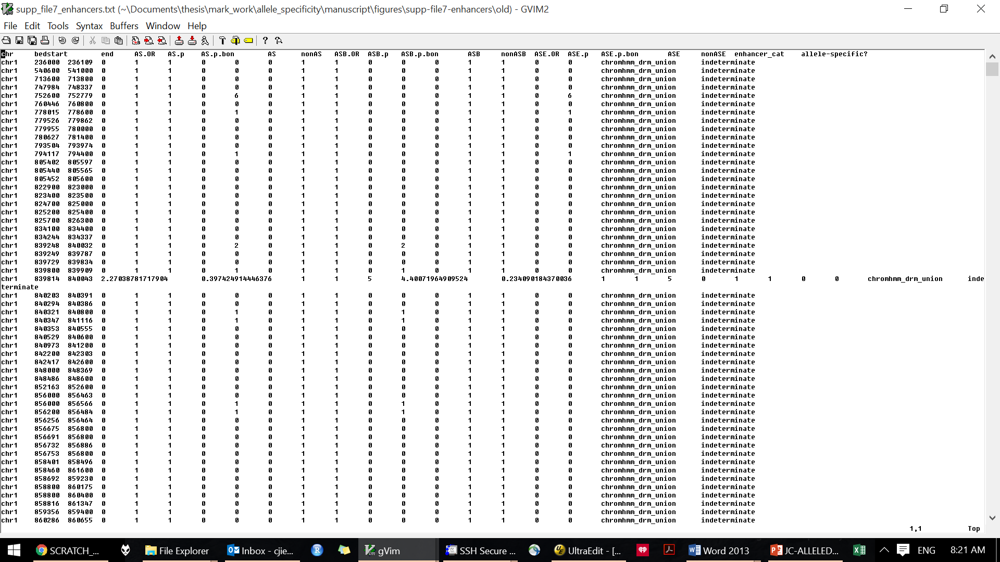 supp_file7_enhancers.txt (~\Documents\thesis\mark_work\allele_specificity\manuscript\figures\supp-file7-enhancers\old) - GVIM2
File Edit Tools Syntax Buffers Window Help
chr bedstart end AS.OR AS.p AS.p.bon AS nonAS ASB.OR ASB.p ASB.p.bon ASB nonASB ASE.OR ASE.p ASE.p.bon ASE nonASE enhancer_cat allele-specific?
chr1 236000 236109 0 1 1 0 0 0 1 1 0 0 0 1 1 0 0 chromhmm_drm_union indeterminate
chr1 540600 541000 0 1 1 0 0 0 1 1 0 0 0 1 1 0 0 chromhmm_drm_union indeterminate
chr1 713600 713800 0 1 1 0 0 0 1 1 0 0 0 1 1 0 0 chromhmm_drm_union indeterminate
chr1 747984 748337 0 1 1 0 0 0 1 1 0 0 0 1 1 0 0 chromhmm_drm_union indeterminate
chr1 752600 752779 0 1 1 0 6 0 1 1 0 0 0 1 1 0 6 chromhmm_drm_union indeterminate
chr1 760446 760800 0 1 1 0 0 0 1 1 0 0 0 1 1 0 0 chromhmm_drm_union indeterminate
chr1 778015 778600 0 1 1 0 1 0 1 1 0 0 0 1 1 0 1 chromhmm_drm_union indeterminate
chr1 779526 779862 0 1 1 0 0 0 1 1 0 0 0 1 1 0 0 chromhmm_drm_union indeterminate
chr1 779955 780000 0 1 1 0 0 0 1 1 0 0 0 1 1 0 0 chromhmm_drm_union indeterminate
chr1 780627 781400 0 1 1 0 0 0 1 1 0 0 0 1 1 0 0 chromhmm_drm_union indeterminate
chr1 793504 793974 0 1 1 0 0 0 1 1 0 0 0 1 1 0 0 chromhmm_drm_union indeterminate
chr1 794117 794400 0 1 1 0 1 0 1 1 0 0 0 1 1 0 1 chromhmm_drm_union indeterminate
chr1 805402 805597 0 1 1 0 0 0 1 1 0 0 0 1 1 0 0 chromhmm_drm_union indeterminate
chr1 805440 805565 0 1 1 0 0 0 1 1 0 0 0 1 1 0 0 chromhmm_drm_union indeterminate
chr1 805452 805600 0 1 1 0 0 0 1 1 0 0 0 1 1 0 0 chromhmm_drm_union indeterminate
chr1 822900 823000 0 1 1 0 0 0 1 1 0 0 0 1 1 0 0 chromhmm_drm_union indeterminate
chr1 823400 823500 0 1 1 0 0 0 1 1 0 0 0 1 1 0 0 chromhmm_drm_union indeterminate
chr1 824700 825000 0 1 1 0 0 0 1 1 0 0 0 1 1 0 0 chromhmm_drm_union indeterminate
chr1 825200 825400 0 1 1 0 0 0 1 1 0 0 0 1 1 0 0 chromhmm_drm_union indeterminate
chr1 825700 826300 0 1 1 0 0 0 1 1 0 0 0 1 1 0 0 chromhmm_drm_union indeterminate
chr1 834100 834400 0 1 1 0 0 0 1 1 0 0 0 1 1 0 0 chromhmm_drm_union indeterminate
chr1 834244 834337 0 1 1 0 0 0 1 1 0 0 0 1 1 0 0 chromhmm_drm_union indeterminate
chr1 839248 840032 0 1 1 0 2 0 1 1 0 2 0 1 1 0 0 chromhmm_drm_union indeterminate
chr1 839249 839787 0 1 1 0 0 0 1 1 0 0 0 1 1 0 0 chromhmm_drm_union indeterminate
chr1 839729 839834 0 1 1 0 0 0 1 1 0 0 0 1 1 0 0 chromhmm_drm_union indeterminate
chr1 839800 839909 0 1 1 0 1 0 1 1 0 1 0 1 1 0 0 chromhmm_drm_union indeterminate
chr1 839814 840043 2.27038781717904 0.397424914446376 1 1 5 4.40071964909524 0.234090184370036 1 1 5 0 1 1 0 0 chromhmm_drm_union inde
terminate
chr1 840203 840391 0 1 1 0 0 0 1 1 0 0 0 1 1 0 0 chromhmm_drm_union indeterminate
chr1 840294 840386 0 1 1 0 0 0 1 1 0 0 0 1 1 0 0 chromhmm_drm_union indeterminate
chr1 840321 840800 0 1 1 0 1 0 1 1 0 1 0 1 1 0 0 chromhmm_drm_union indeterminate
chr1 840347 841116 0 1 1 0 1 0 1 1 0 1 0 1 1 0 0 chromhmm_drm_union indeterminate
chr1 840353 840555 0 1 1 0 0 0 1 1 0 0 0 1 1 0 0 chromhmm_drm_union indeterminate
chr1 840529 840600 0 1 1 0 0 0 1 1 0 0 0 1 1 0 0 chromhmm_drm_union indeterminate
chr1 840973 841200 0 1 1 0 0 0 1 1 0 0 0 1 1 0 0 chromhmm_drm_union indeterminate
chr1 842200 842303 0 1 1 0 0 0 1 1 0 0 0 1 1 0 0 chromhmm_drm_union indeterminate
chr1 842417 842600 0 1 1 0 0 0 1 1 0 0 0 1 1 0 0 chromhmm_drm_union indeterminate
chr1 848000 848369 0 1 1 0 0 0 1 1 0 0 0 1 1 0 0 chromhmm_drm_union indeterminate
chr1 848486 848600 0 1 1 0 0 0 1 1 0 0 0 1 1 0 0 chromhmm_drm_union indeterminate
chr1 852163 852600 0 1 1 0 0 0 1 1 0 0 0 1 1 0 0 chromhmm_drm_union indeterminate
chr1 856000 856463 0 1 1 0 0 0 1 1 0 0 0 1 1 0 0 chromhmm_drm_union indeterminate
chr1 856000 856566 0 1 1 0 1 0 1 1 0 1 0 1 1 0 0 chromhmm_drm_union indeterminate
chr1 856200 856484 0 1 1 0 1 0 1 1 0 1 0 1 1 0 0 chromhmm_drm_union indeterminate
chr1 856256 856464 0 1 1 0 0 0 1 1 0 0 0 1 1 0 0 chromhmm_drm_union indeterminate
chr1 856675 856800 0 1 1 0 0 0 1 1 0 0 0 1 1 0 0 chromhmm_drm_union indeterminate
chr1 856691 856800 0 1 1 0 0 0 1 1 0 0 0 1 1 0 0 chromhmm_drm_union indeterminate
chr1 856732 856886 0 1 1 0 0 0 1 1 0 0 0 1 1 0 0 chromhmm_drm_union indeterminate
chr1 856753 856800 0 1 1 0 0 0 1 1 0 0 0 1 1 0 0 chromhmm_drm_union indeterminate
chr1 858401 858496 0 1 1 0 0 0 1 1 0 0 0 1 1 0 0 chromhmm_drm_union indeterminate
chr1 858460 861600 0 1 1 0 0 0 1 1 0 0 0 1 1 0 0 chromhmm_drm_union indeterminate
chr1 858692 859230 0 1 1 0 0 0 1 1 0 0 0 1 1 0 0 chromhmm_drm_union indeterminate
chr1 858800 860175 0 1 1 0 0 0 1 1 0 0 0 1 1 0 0 chromhmm_drm_union indeterminate
chr1 858800 860400 0 1 1 0 0 0 1 1 0 0 0 1 1 0 0 chromhmm_drm_union indeterminate
chr1 858816 861347 0 1 1 0 0 0 1 1 0 0 0 1 1 0 0 chromhmm_drm_union indeterminate
chr1 859356 859400 0 1 1 0 0 0 1 1 0 0 0 1 1 0 0 chromhmm_drm_union indeterminate
chr1 860286 860655 0 1 1 0 0 0 1 1 0 0 0 1 1 0 0 chromhmm_drm_union indeterminate
1,1 Top
SCRATCH_... File Explorer Inbox - cjie... gVim SSH Secure ... UltraEdit - [... Word 2013 JC-ALLELED... ENG 8:21 AM